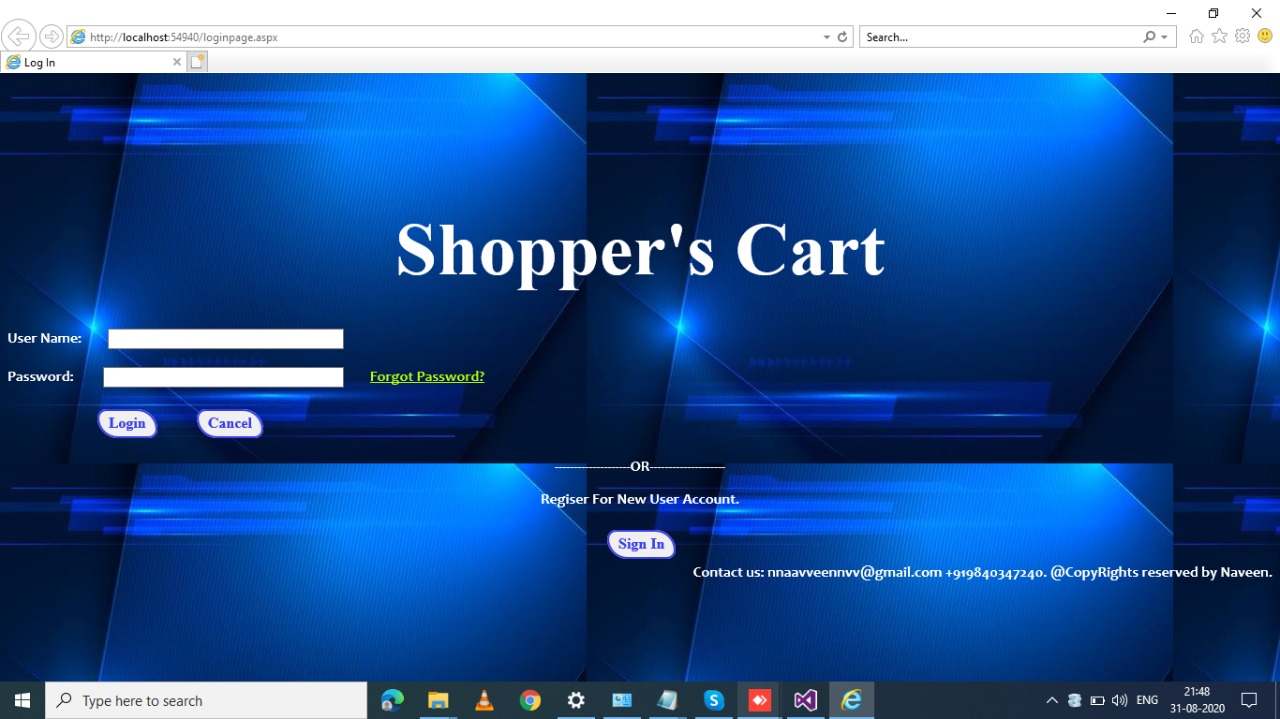 http://localhost:54940/loginpage.aspx
Search...
Log In
Shopper's Cart
User Name:
Password:
Forgot Password?
Login
Cancel
--------------------OR--------------------
Regiser For New User Account.
Sign In
Contact us: nnaavveennvv@gmail.com +919840347240. @CopyRights reserved by Naveen.
Type here to search
ENG
21:48
31-08-2020